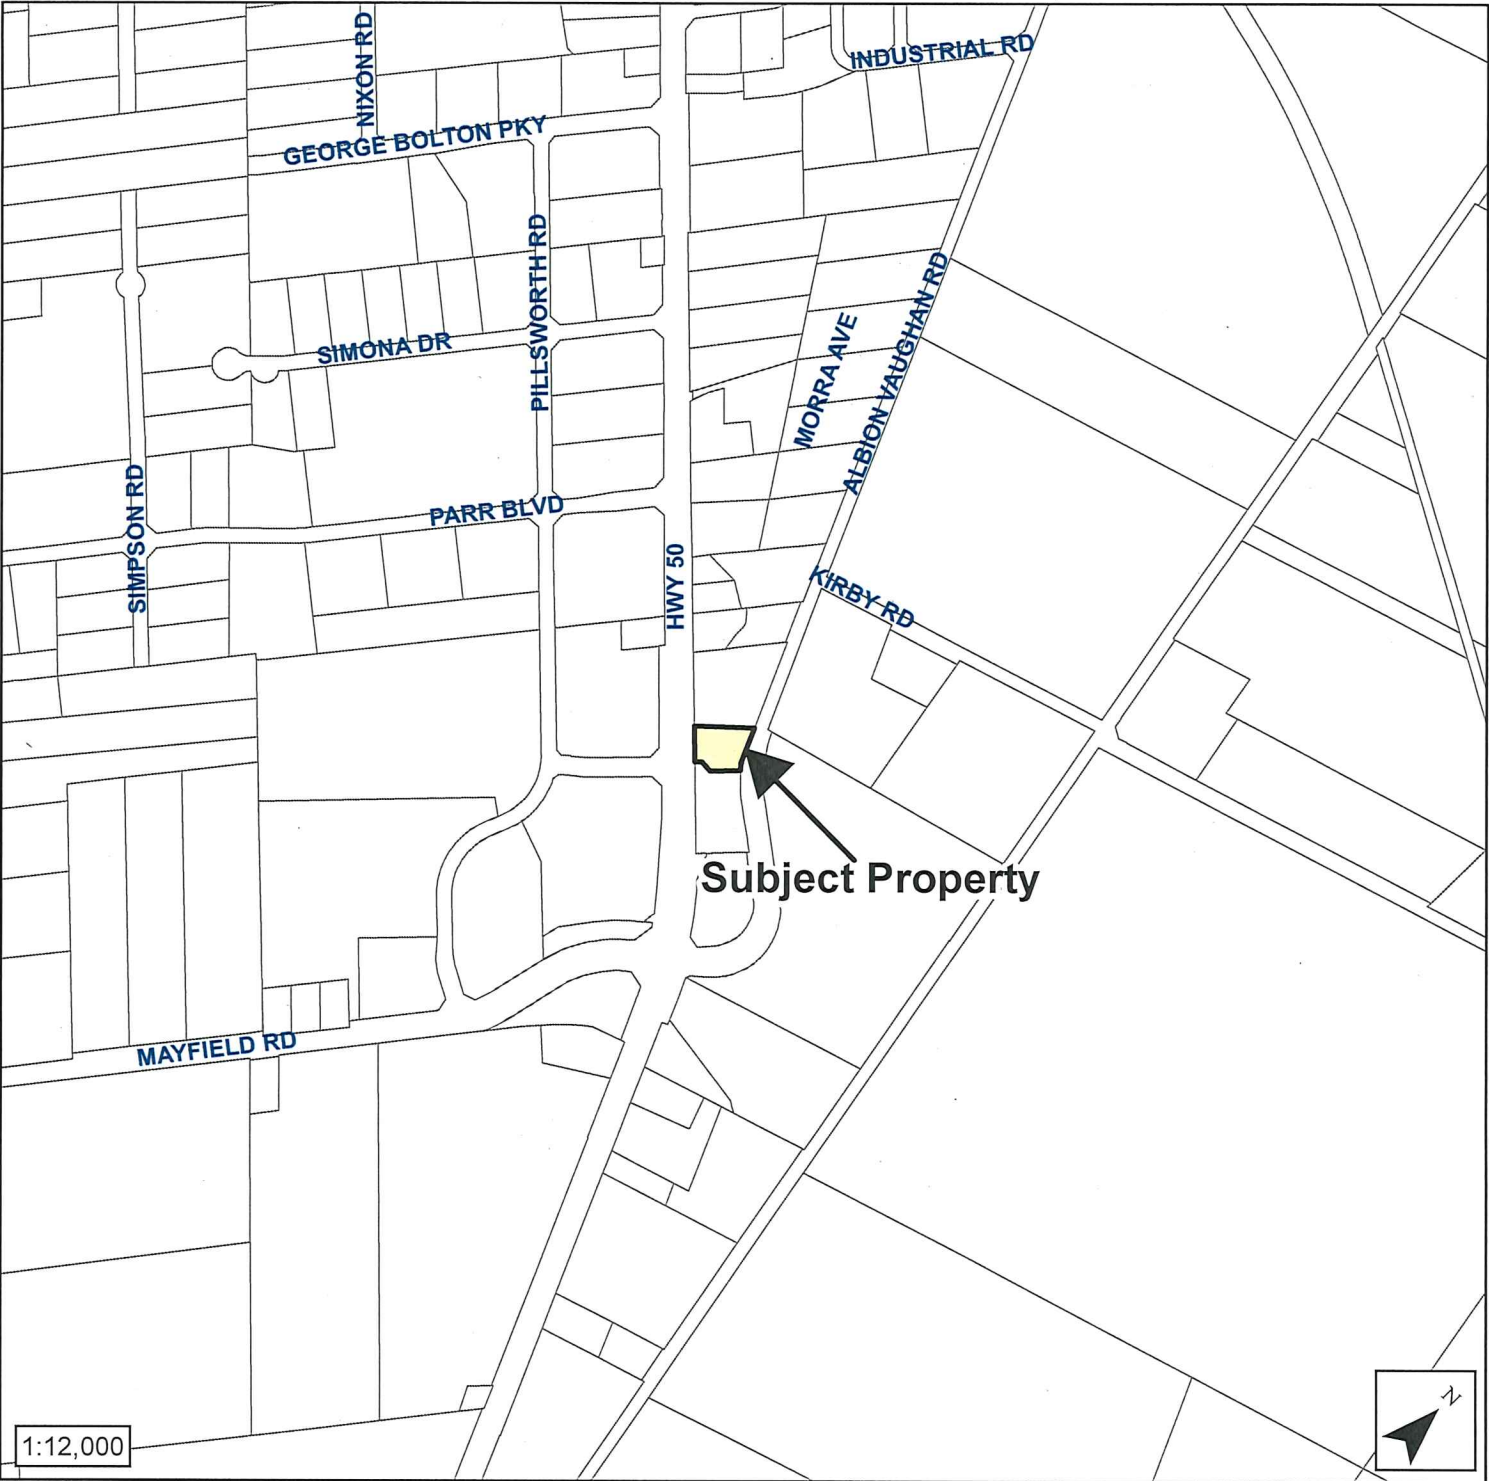 NIXON RD
INDUSTRIAL RD
GEORGE BOLTON PKY
PILLSWORTH RD
ALBION VAUGHAN RD
MORRA AVE
SIMONA DR
SIMPSON RD
PARR BLVD
HWY 50
KIRBY RD
Subject Property
MAYFIELD RD
1:12,000
N